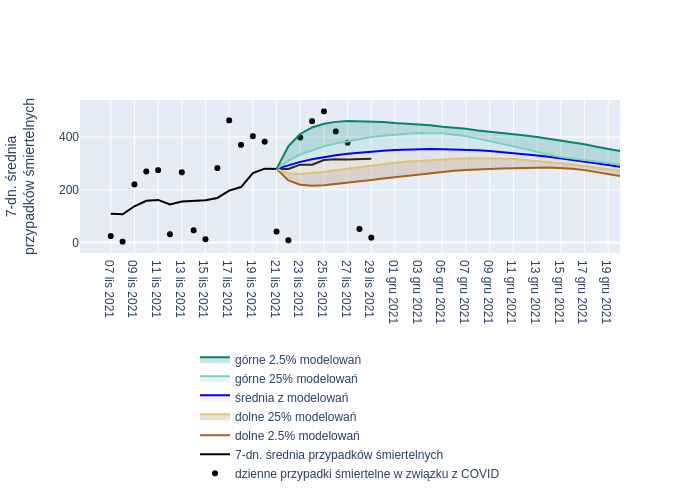 7-dn. średnia
przypadków śmiertelnych
400
200
0
07 lis 2021
09 lis 2021
11 lis 2021
13 lis 2021
15 lis 2021
17 lis 2021
19 lis 2021
21 lis 2021
23 lis 2021
25 lis 2021
27 lis 2021
29 lis 2021
01 gru 2021
03 gru 2021
05 gru 2021
07 gru 2021
09 gru 2021
11 gru 2021
13 gru 2021
15 gru 2021
17 gru 2021
19 gru 2021
górne 2.5% modelowań
górne 25% modelowań
średnia z modelowań
dolne 25% modelowań
dolne 2.5% modelowań
7-dn. średnia przypadków śmiertelnych
dzienne przypadki śmiertelne w związku z COVID